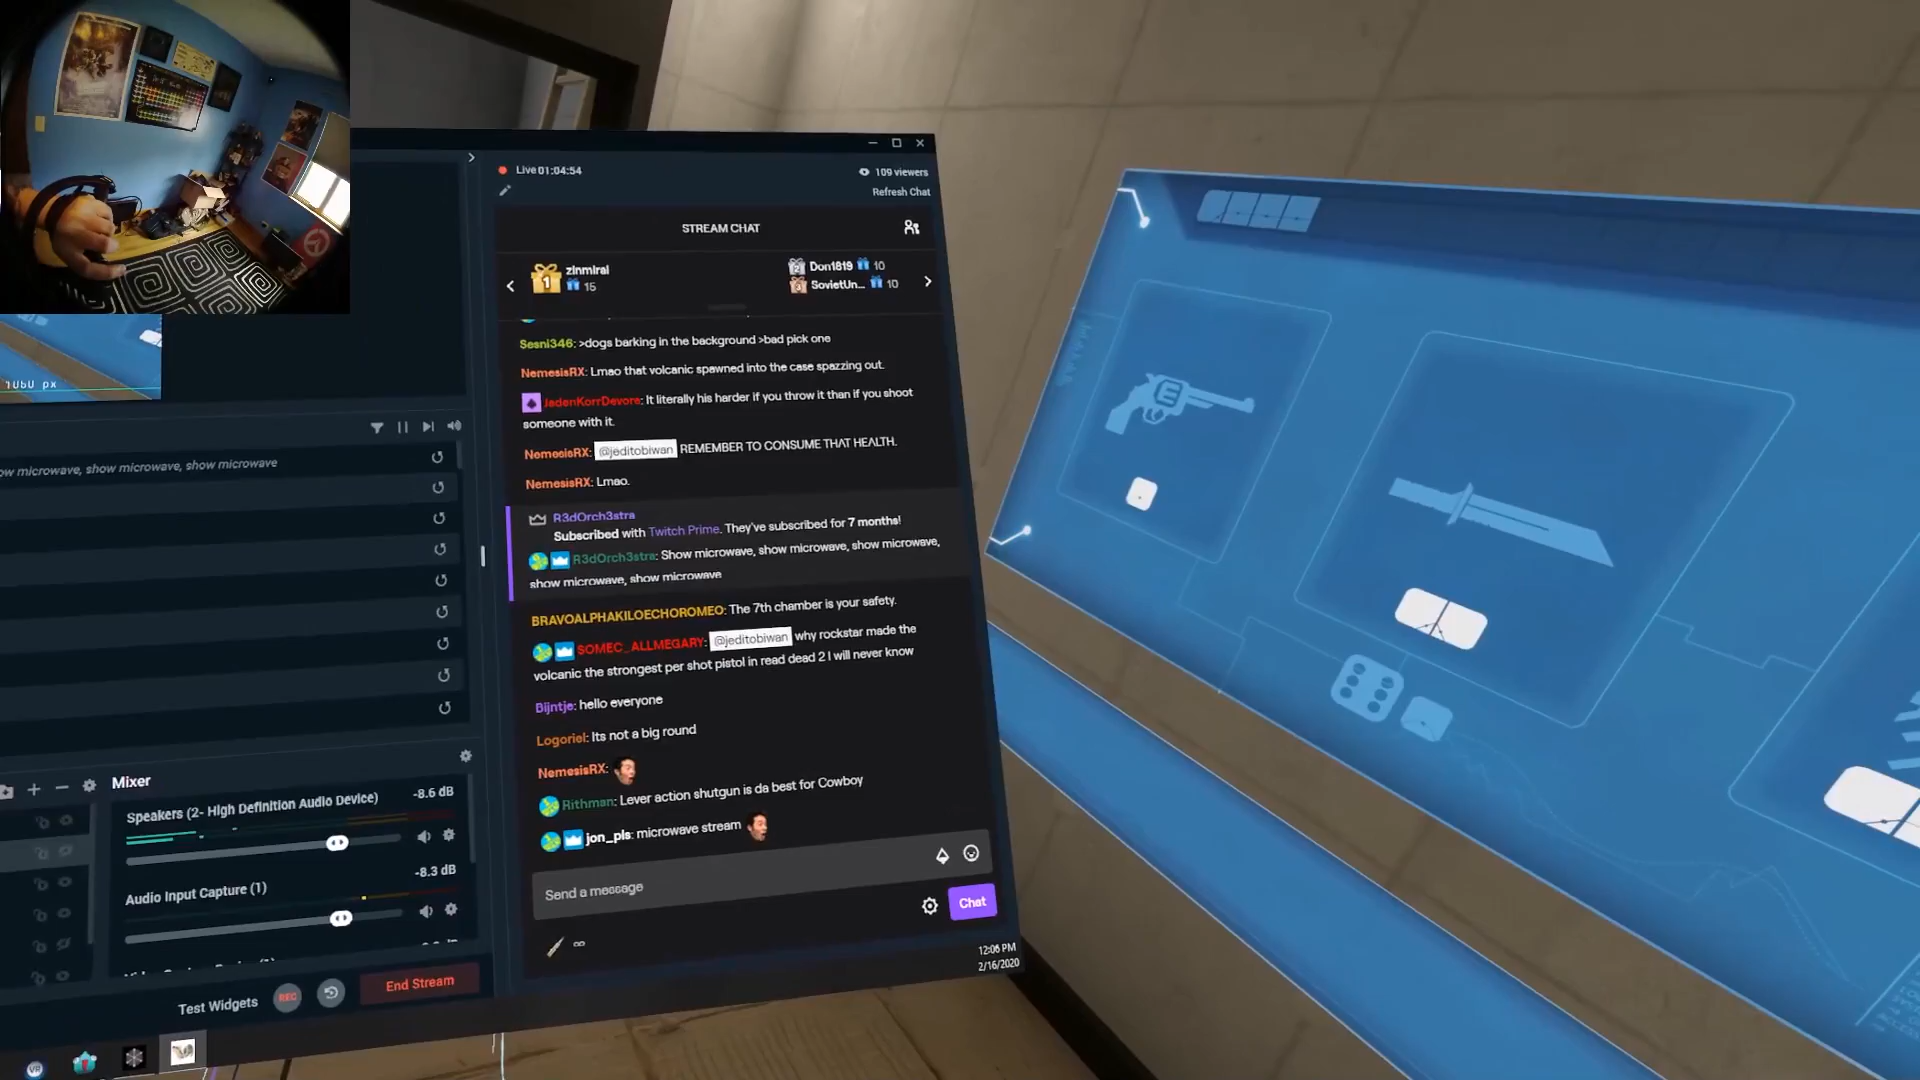 Live 01:04:54
109 viewers
Refresh Chat
STREAM CHAT
1
zinmirai
15
2 Don1819 10
3 SovietUn... 10
Sesni346: >dogs barking in the background >bad pick one
NemesisRX: Lmao that volcanic spawned into the case spazzing out.
JadenKorrDevore: It literally his harder if you throw it than if you shoot
someone with it.
NemesisRX: @jeditobiwan REMEMBER TO CONSUME THAT HEALTH.
NemesisRX: Lmao.
R3dOrch3stra
Subscribed with Twitch Prime. They've subscribed for 7 months!
R3dOrch3stra: Show microwave, show microwave, show microwave,
show microwave, show microwave
BRAVOALPHAKILOECHOROMEO: The 7th chamber is your safety.
SOMEC_ALLMEGARY: @jeditobiwan why rockstar made the
volcanic the strongest per shot pistol in read dead 2 I will never know
Bijntje: hello everyone
Logoriel: Its not a big round
NemesisRX:
Rithman: Lever action shutgun is da best for Cowboy
jon_pls: microwave stream
Send a message
Chat
12:06 PM
2/16/2020
1080 px
ow microwave, show microwave, show microwave
Mixer
Speakers (2- High Definition Audio Device)
-8.6 dB
Audio Input Capture (1)
-8.3 dB
Test Widgets
REC
End Stream
VR
E